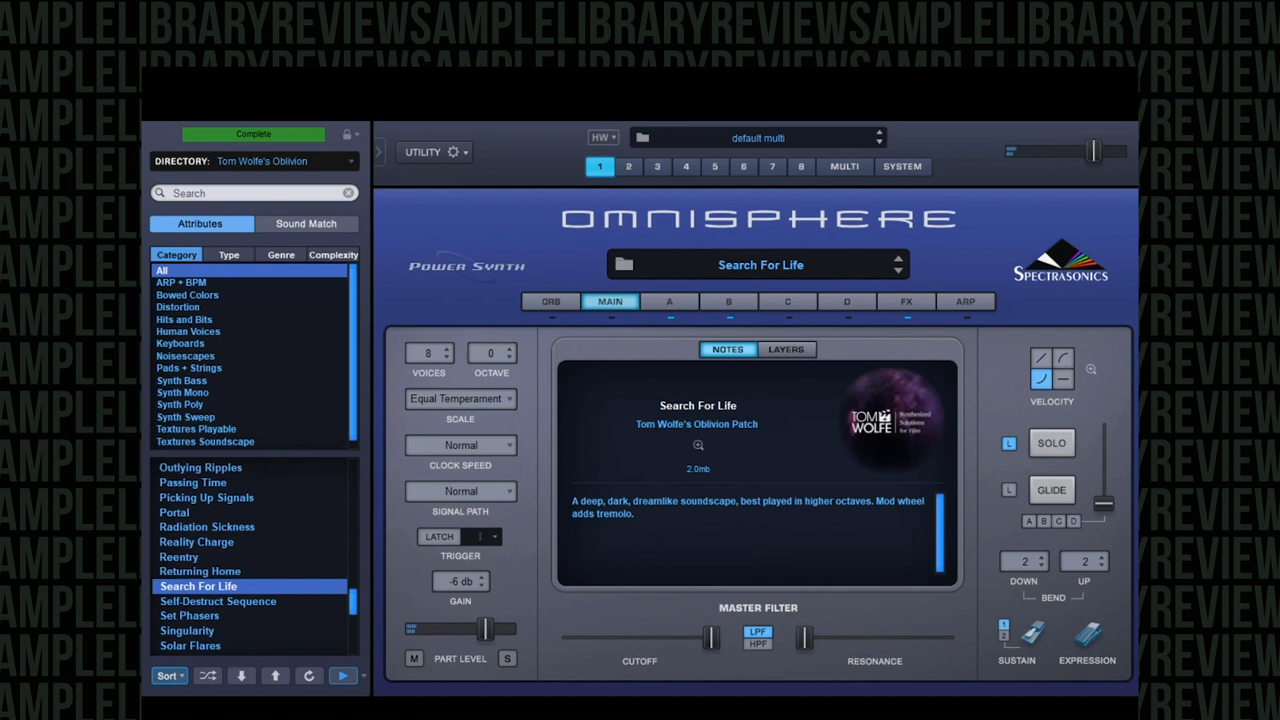 AMPLELIBRARYREVIEWSAMPLELIBRARYREVIEWSAMPLELIBRARYREVIEW
Complete
DIRECTORY: Tom Wolfe's Oblivion
Search
Attributes
Sound Match
Category
Type
Genre
Complexity
All
ARP + BPM
Bowed Colors
Distortion
Hits and Bits
Human Voices
Keyboards
Noisescapes
Pads + Strings
Synth Bass
Synth Mono
Synth Poly
Synth Sweep
Textures Playable
Textures Soundscape
Outlying Ripples
Passing Time
Picking Up Signals
Portal
Radiation Sickness
Reality Charge
Reentry
Returning Home
Search For Life
Self-Destruct Sequence
Set Phasers
Singularity
Solar Flares
Sort
UTILITY
HW
default multi
1 2 3 4 5 6 7 8 MULTI SYSTEM
OMNISPHERE
POWER SYNTH
Search For Life
SPECTRASONICS
ORB MAIN A B C D FX ARP
8 0
VOICES OCTAVE
Equal Temperament
SCALE
Normal
CLOCK SPEED
Normal
SIGNAL PATH
LATCH
TRIGGER
-6 db
GAIN
M PART LEVEL S
NOTES LAYERS
Search For Life
Tom Wolfe's Oblivion Patch
2.0mb
TOM WOLFE
Synthesized
Solutions
for Film
A deep, dark, dreamlike soundscape, best played in higher octaves. Mod wheel
adds tremolo.
MASTER FILTER
LPF
HPF
CUTOFF
RESONANCE
VELOCITY
L SOLO
L GLIDE
A B C D
2 2
DOWN UP
BEND
1
2
SUSTAIN EXPRESSION